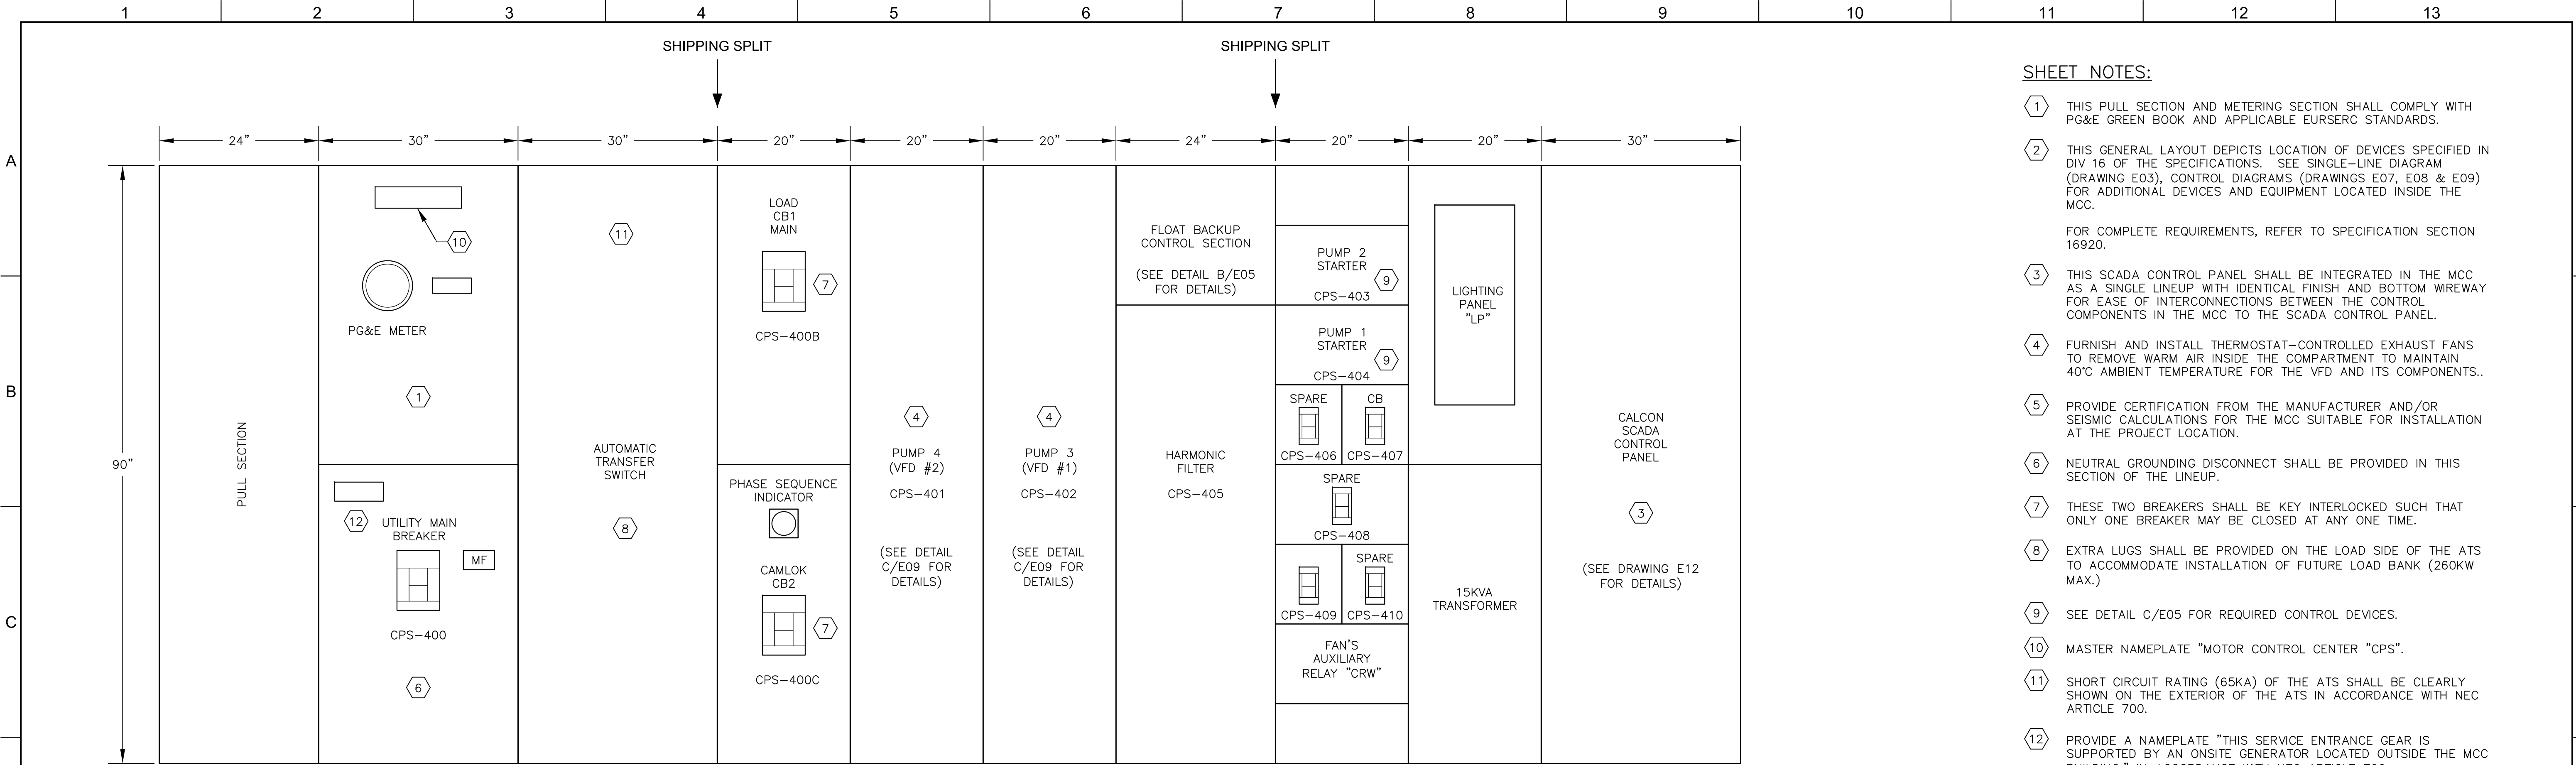 1 2 3 4 5 6 7 8 9 10 11 12 13
SHIPPING SPLIT
SHIPPING SPLIT
24" 30" 30" 20" 20" 20" 24" 20" 20" 30"
A
B
C
90"
PULL SECTION
10
PG&E METER
1
12
UTILITY MAIN
BREAKER
MF
CPS-400
6
11
AUTOMATIC
TRANSFER
SWITCH
8
LOAD
CB1
MAIN
7
CPS-400B
PHASE SEQUENCE
INDICATOR
CAMLOK
CB2
7
CPS-400C
4
PUMP 4
(VFD #2)
CPS-401
(SEE DETAIL
C/E09 FOR
DETAILS)
4
PUMP 3
(VFD #1)
CPS-402
(SEE DETAIL
C/E09 FOR
DETAILS)
FLOAT BACKUP
CONTROL SECTION
(SEE DETAIL B/E05
FOR DETAILS)
HARMONIC
FILTER
CPS-405
PUMP 2
STARTER
9
CPS-403
PUMP 1
STARTER
9
CPS-404
SPARE CB
CPS-406 CPS-407
SPARE
CPS-408
SPARE
CPS-409 CPS-410
FAN'S
AUXILIARY
RELAY "CRW"
LIGHTING
PANEL
"LP"
15KVA
TRANSFORMER
CALCON
SCADA
CONTROL
PANEL
3
(SEE DRAWING E12
FOR DETAILS)
SHEET NOTES:
1 THIS PULL SECTION AND METERING SECTION SHALL COMPLY WITH
PG&E GREEN BOOK AND APPLICABLE EURSERC STANDARDS.
2 THIS GENERAL LAYOUT DEPICTS LOCATION OF DEVICES SPECIFIED IN
DIV 16 OF THE SPECIFICATIONS. SEE SINGLE-LINE DIAGRAM
(DRAWING E03), CONTROL DIAGRAMS (DRAWINGS E07, E08 & E09)
FOR ADDITIONAL DEVICES AND EQUIPMENT LOCATED INSIDE THE
MCC.
FOR COMPLETE REQUIREMENTS, REFER TO SPECIFICATION SECTION
16920.
3 THIS SCADA CONTROL PANEL SHALL BE INTEGRATED IN THE MCC
AS A SINGLE LINEUP WITH IDENTICAL FINISH AND BOTTOM WIREWAY
FOR EASE OF INTERCONNECTIONS BETWEEN THE CONTROL
COMPONENTS IN THE MCC TO THE SCADA CONTROL PANEL.
4 FURNISH AND INSTALL THERMOSTAT-CONTROLLED EXHAUST FANS
TO REMOVE WARM AIR INSIDE THE COMPARTMENT TO MAINTAIN
40°C AMBIENT TEMPERATURE FOR THE VFD AND ITS COMPONENTS..
5 PROVIDE CERTIFICATION FROM THE MANUFACTURER AND/OR
SEISMIC CALCULATIONS FOR THE MCC SUITABLE FOR INSTALLATION
AT THE PROJECT LOCATION.
6 NEUTRAL GROUNDING DISCONNECT SHALL BE PROVIDED IN THIS
SECTION OF THE LINEUP.
7 THESE TWO BREAKERS SHALL BE KEY INTERLOCKED SUCH THAT
ONLY ONE BREAKER MAY BE CLOSED AT ANY ONE TIME.
8 EXTRA LUGS SHALL BE PROVIDED ON THE LOAD SIDE OF THE ATS
TO ACCOMMODATE INSTALLATION OF FUTURE LOAD BANK (260KW
MAX.)
9 SEE DETAIL C/E05 FOR REQUIRED CONTROL DEVICES.
10 MASTER NAMEPLATE "MOTOR CONTROL CENTER "CPS".
11 SHORT CIRCUIT RATING (65KA) OF THE ATS SHALL BE CLEARLY
SHOWN ON THE EXTERIOR OF THE ATS IN ACCORDANCE WITH NEC
ARTICLE 700.
12 PROVIDE A NAMEPLATE "THIS SERVICE ENTRANCE GEAR IS
SUPPORTED BY AN ONSITE GENERATOR LOCATED OUTSIDE THE MCC